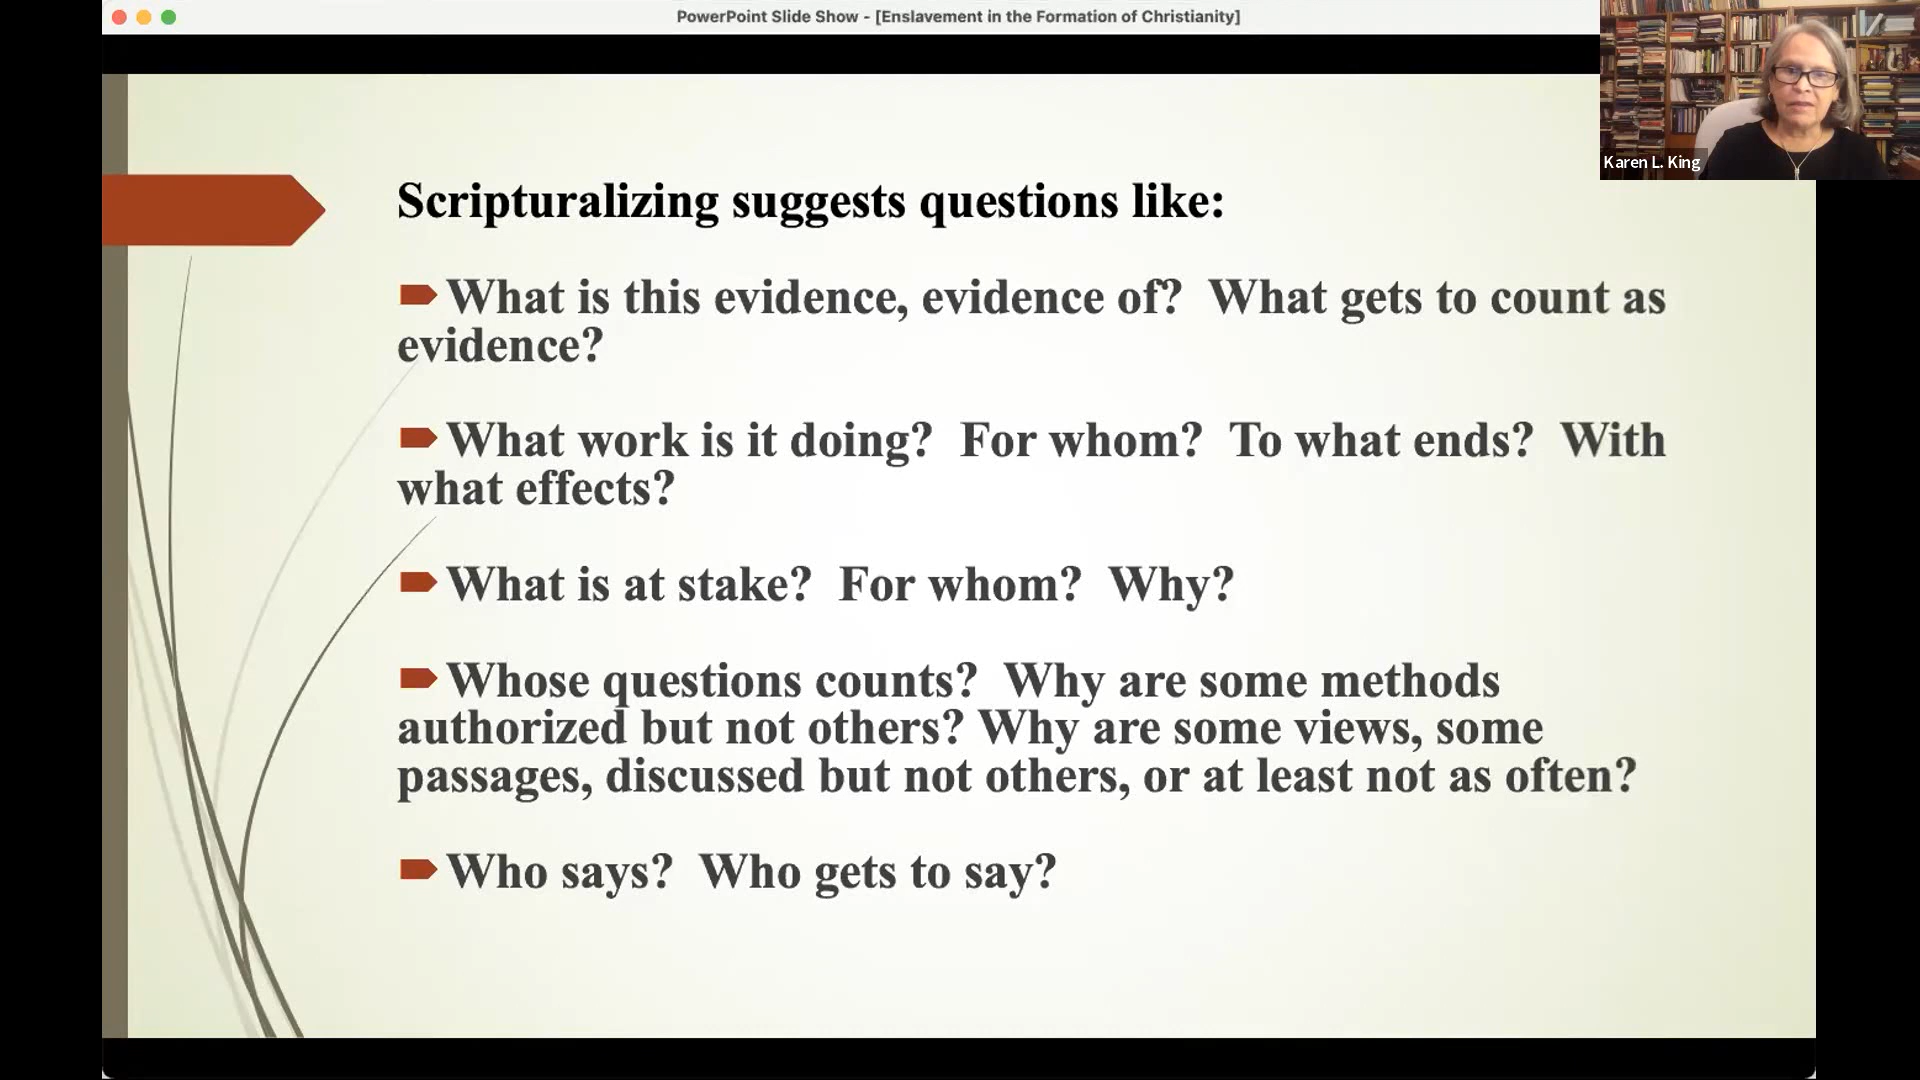 PowerPoint Slide Show - [Enslavement in the Formation of Christianity]
Karen L. King
Scripturalizing suggests questions like:
What is this evidence, evidence of? What gets to count as
evidence?
What work is it doing? For whom? To what ends? With
what effects?
What is at stake? For whom? Why?
Whose questions counts? Why are some methods
authorized but not others? Why are some views, some
passages, discussed but not others, or at least not as often?
Who says? Who gets to say?